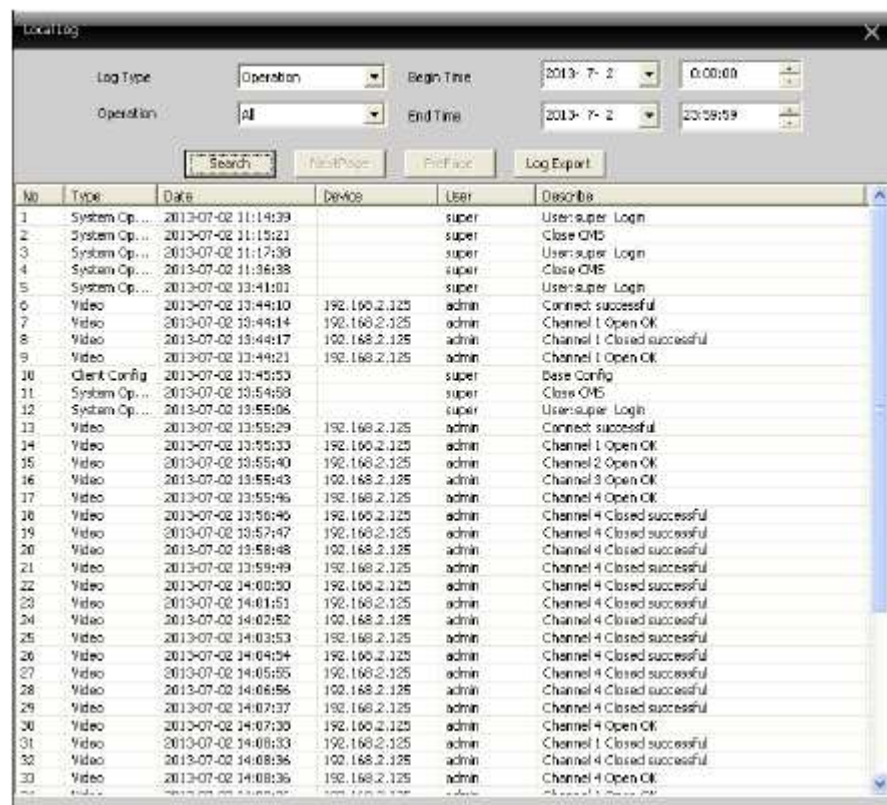 Local Log
Log Type Operation Begin Time 2013- 7- 2 0:00:00
Operation All End Time 2013- 7- 2 23:59:59
Search NextPage PrePage Log Export
No Type Date Device User Describe
1 System Op... 2013-07-02 11:14:39 super User:super Login
2 System Op... 2013-07-02 11:15:21 super Close CMS
3 System Op... 2013-07-02 11:17:38 super User:super Login
4 System Op... 2013-07-02 11:36:38 super Close CMS
5 System Op... 2013-07-02 13:41:01 super User:super Login
6 Video 2013-07-02 13:44:10 192.168.2.125 admin Connect successful
7 Video 2013-07-02 13:44:14 192.168.2.125 admin Channel 1 Open OK
8 Video 2013-07-02 13:44:17 192.168.2.125 admin Channel 1 Closed successful
9 Video 2013-07-02 13:44:21 192.168.2.125 admin Channel 1 Open OK
10 Client Config 2013-07-02 13:45:53 super Base Config
11 System Op... 2013-07-02 13:54:58 super Close CMS
12 System Op... 2013-07-02 13:55:06 super User:super Login
13 Video 2013-07-02 13:55:29 192.168.2.125 admin Connect successful
14 Video 2013-07-02 13:55:33 192.168.2.125 admin Channel 1 Open OK
15 Video 2013-07-02 13:55:40 192.168.2.125 admin Channel 2 Open OK
16 Video 2013-07-02 13:55:43 192.168.2.125 admin Channel 3 Open OK
17 Video 2013-07-02 13:55:46 192.168.2.125 admin Channel 4 Open OK
18 Video 2013-07-02 13:56:46 192.168.2.125 admin Channel 4 Closed successful
19 Video 2013-07-02 13:57:47 192.168.2.125 admin Channel 4 Closed successful
20 Video 2013-07-02 13:58:48 192.168.2.125 admin Channel 4 Closed successful
21 Video 2013-07-02 13:59:49 192.168.2.125 admin Channel 4 Closed successful
22 Video 2013-07-02 14:00:50 192.168.2.125 admin Channel 4 Closed successful
23 Video 2013-07-02 14:01:51 192.168.2.125 admin Channel 4 Closed successful
24 Video 2013-07-02 14:02:52 192.168.2.125 admin Channel 4 Closed successful
25 Video 2013-07-02 14:03:53 192.168.2.125 admin Channel 4 Closed successful
26 Video 2013-07-02 14:04:54 192.168.2.125 admin Channel 4 Closed successful
27 Video 2013-07-02 14:05:55 192.168.2.125 admin Channel 4 Closed successful
28 Video 2013-07-02 14:06:56 192.168.2.125 admin Channel 4 Closed successful
29 Video 2013-07-02 14:07:37 192.168.2.125 admin Channel 4 Closed successful
30 Video 2013-07-02 14:07:38 192.168.2.125 admin Channel 4 Open OK
31 Video 2013-07-02 14:08:33 192.168.2.125 admin Channel 1 Closed successful
32 Video 2013-07-02 14:08:36 192.168.2.125 admin Channel 4 Closed successful
33 Video 2013-07-02 14:08:36 192.168.2.125 admin Channel 4 Open OK